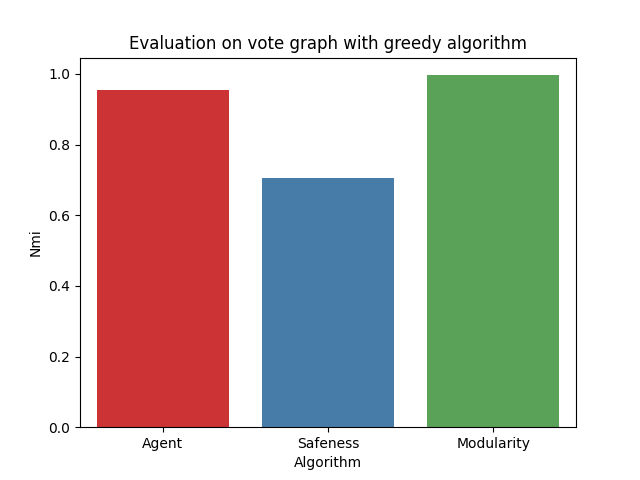 Evaluation on vote graph with greedy algorithm
1.0
0.8
0.6
0.4
0.2
0.0
Nmi
Agent
Safeness
Modularity
Algorithm